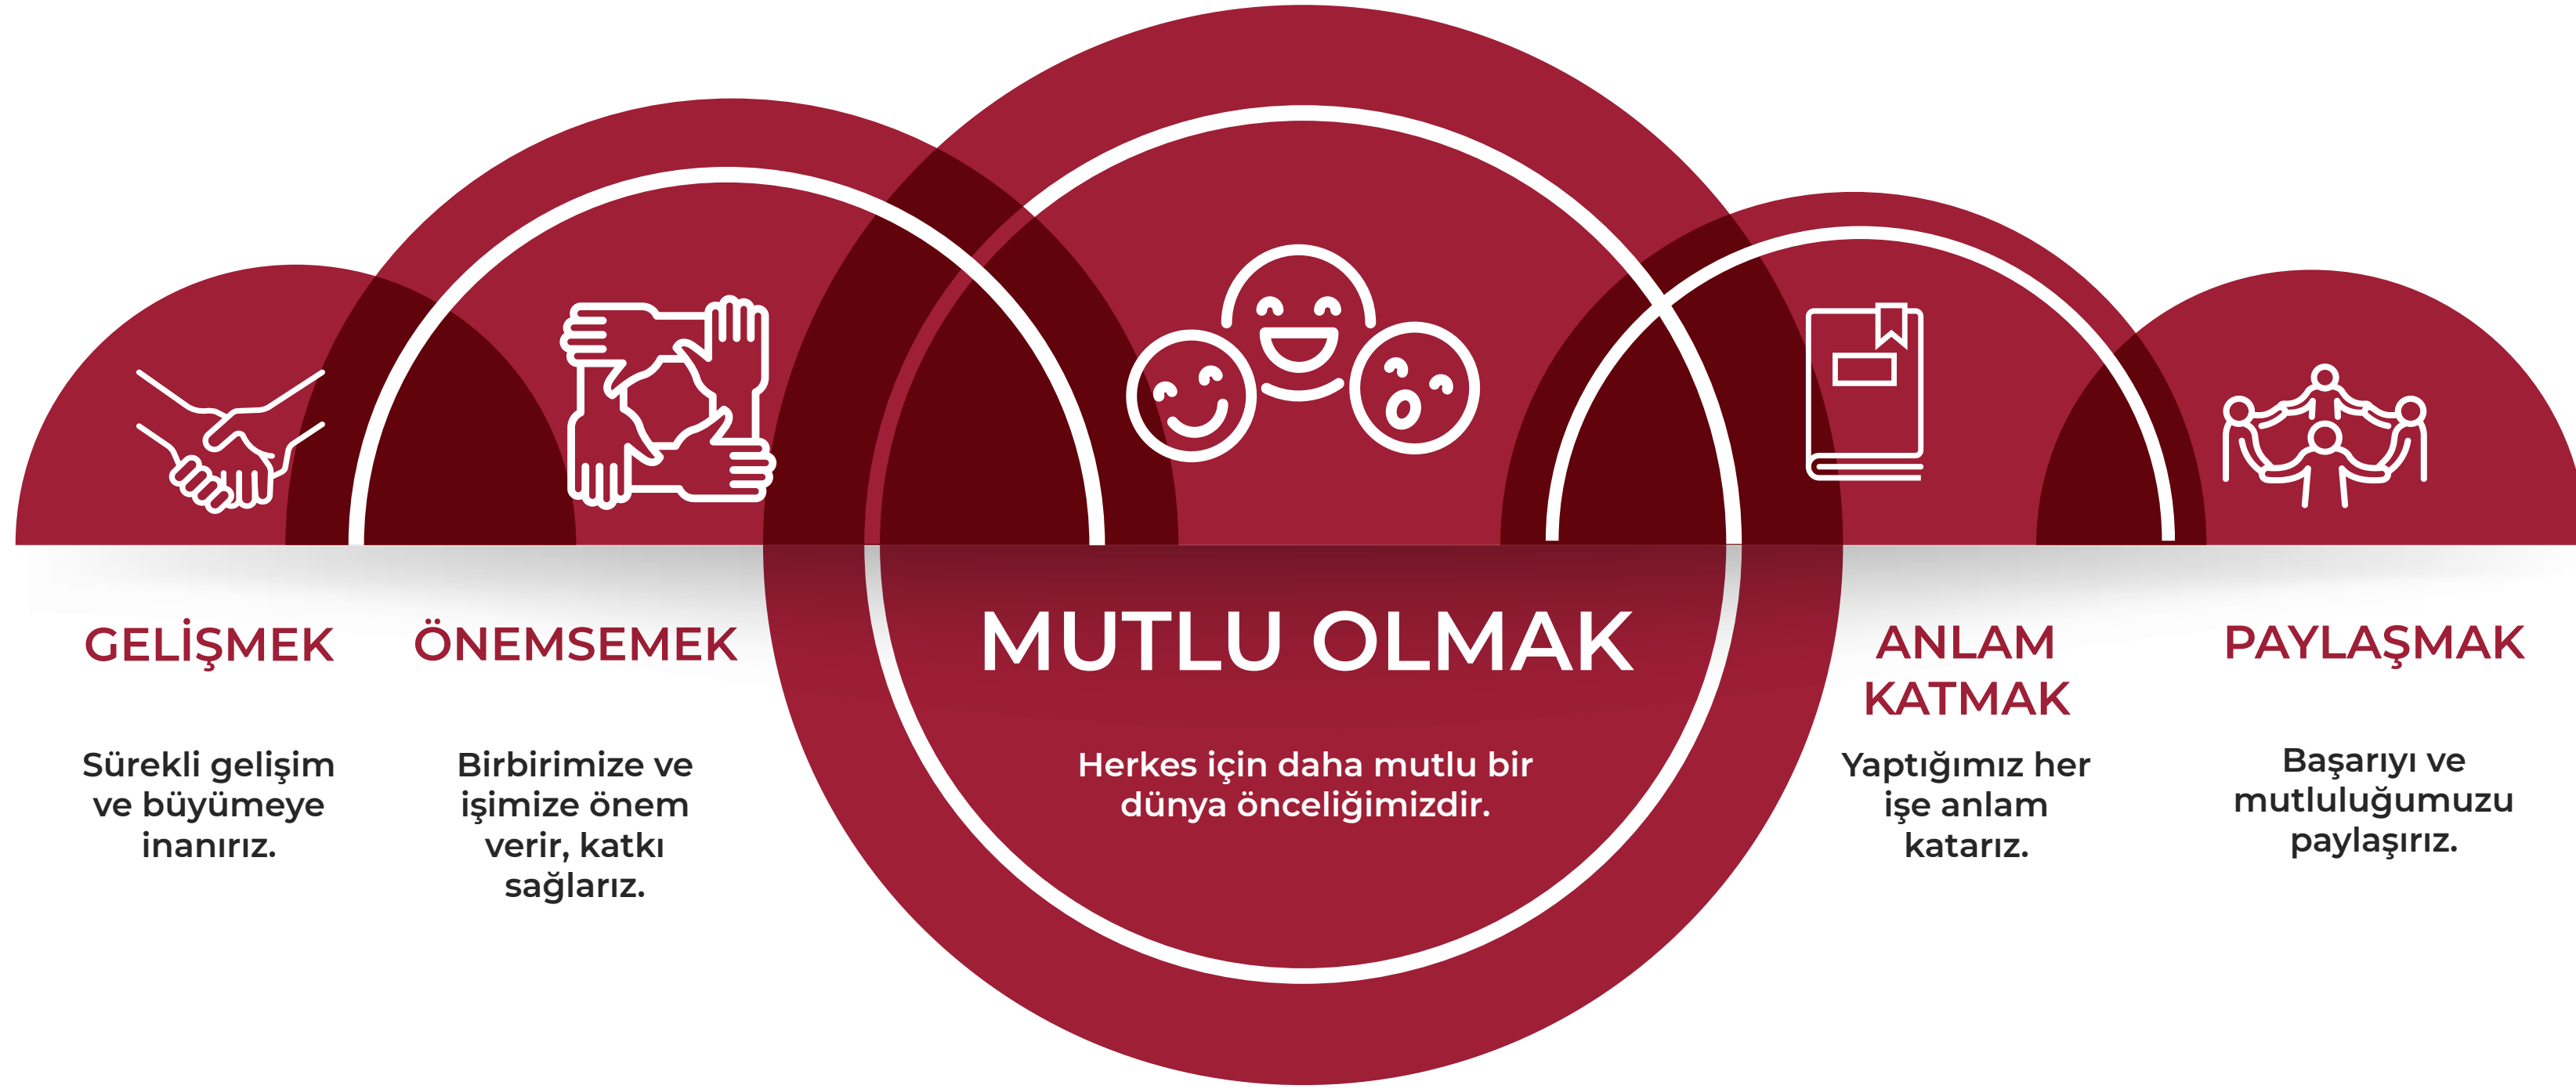 GELİŞMEK
Sürekli gelişim
ve büyümeye
inanırız.
ÖNEMSEMEK
Birbirimize ve
işimize önem
verir, katkı
sağlarız.
MUTLU OLMAK
Herkes için daha mutlu bir
dünya önceliğimizdir.
ANLAM
KATMAK
Yaptığımız her
işe anlam
katarız.
PAYLAŞMAK
Başarıyı ve
mutluluğumuzu
paylaşırız.